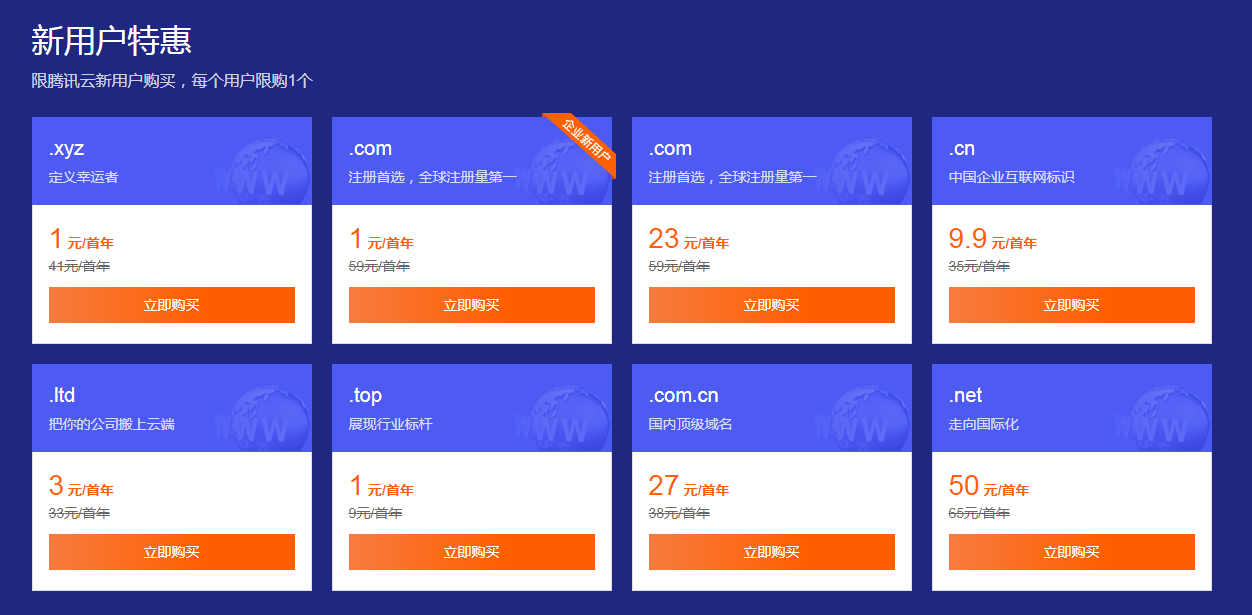 新用户特惠
限腾讯云新用户购买，每个用户限购1个
.xyz
定义幸运者
WWW
1 元/首年
41元/首年
立即购买
.com
注册首选，全球注册量第一
WWW
企业新用户
1 元/首年
59元/首年
立即购买
.com
注册首选，全球注册量第一
WWW
23 元/首年
59元/首年
立即购买
.cn
中国企业互联网标识
WWW
9.9 元/首年
35元/首年
立即购买
.ltd
把你的公司搬上云端
WWW
3 元/首年
33元/首年
立即购买
.top
展现行业标杆
WWW
1 元/首年
9元/首年
立即购买
.com.cn
国内顶级域名
WWW
27 元/首年
38元/首年
立即购买
.net
走向国际化
WWW
50 元/首年
65元/首年
立即购买